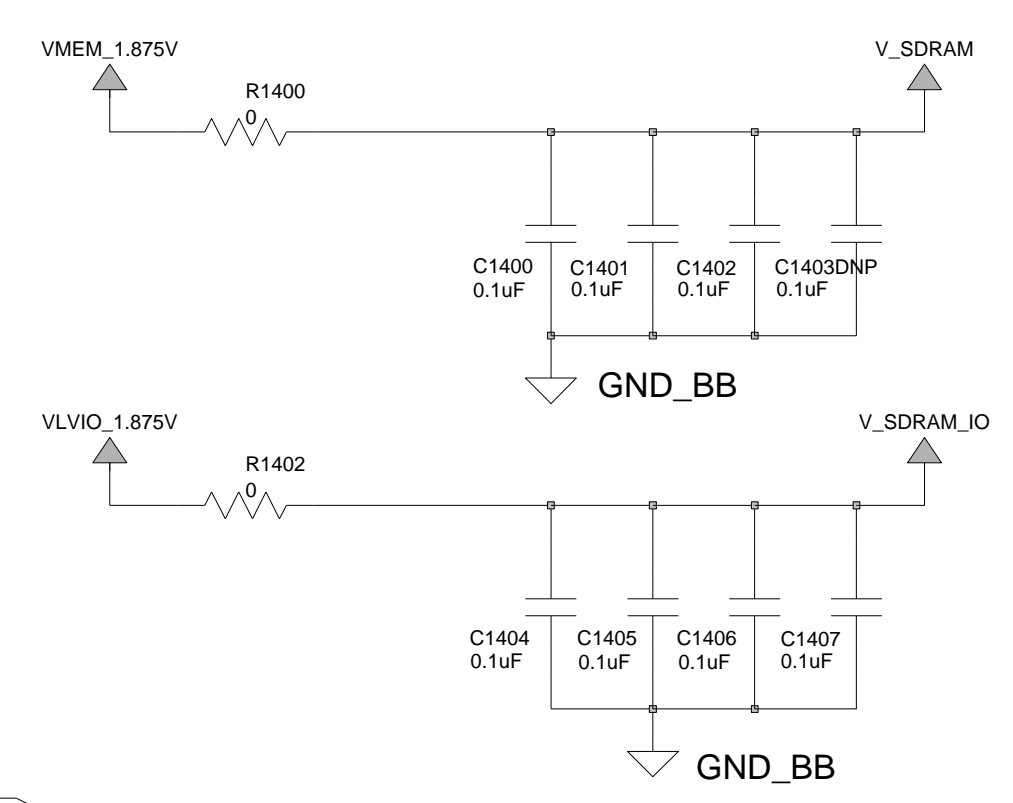 VMEM_1.875V
V_SDRAM
R1400
0
C1400
0.1uF
C1401
0.1uF
C1402
0.1uF
C1403DNP
0.1uF
GND_BB
VLVIO_1.875V
V_SDRAM_IO
R1402
0
C1404
0.1uF
C1405
0.1uF
C1406
0.1uF
C1407
0.1uF
GND_BB